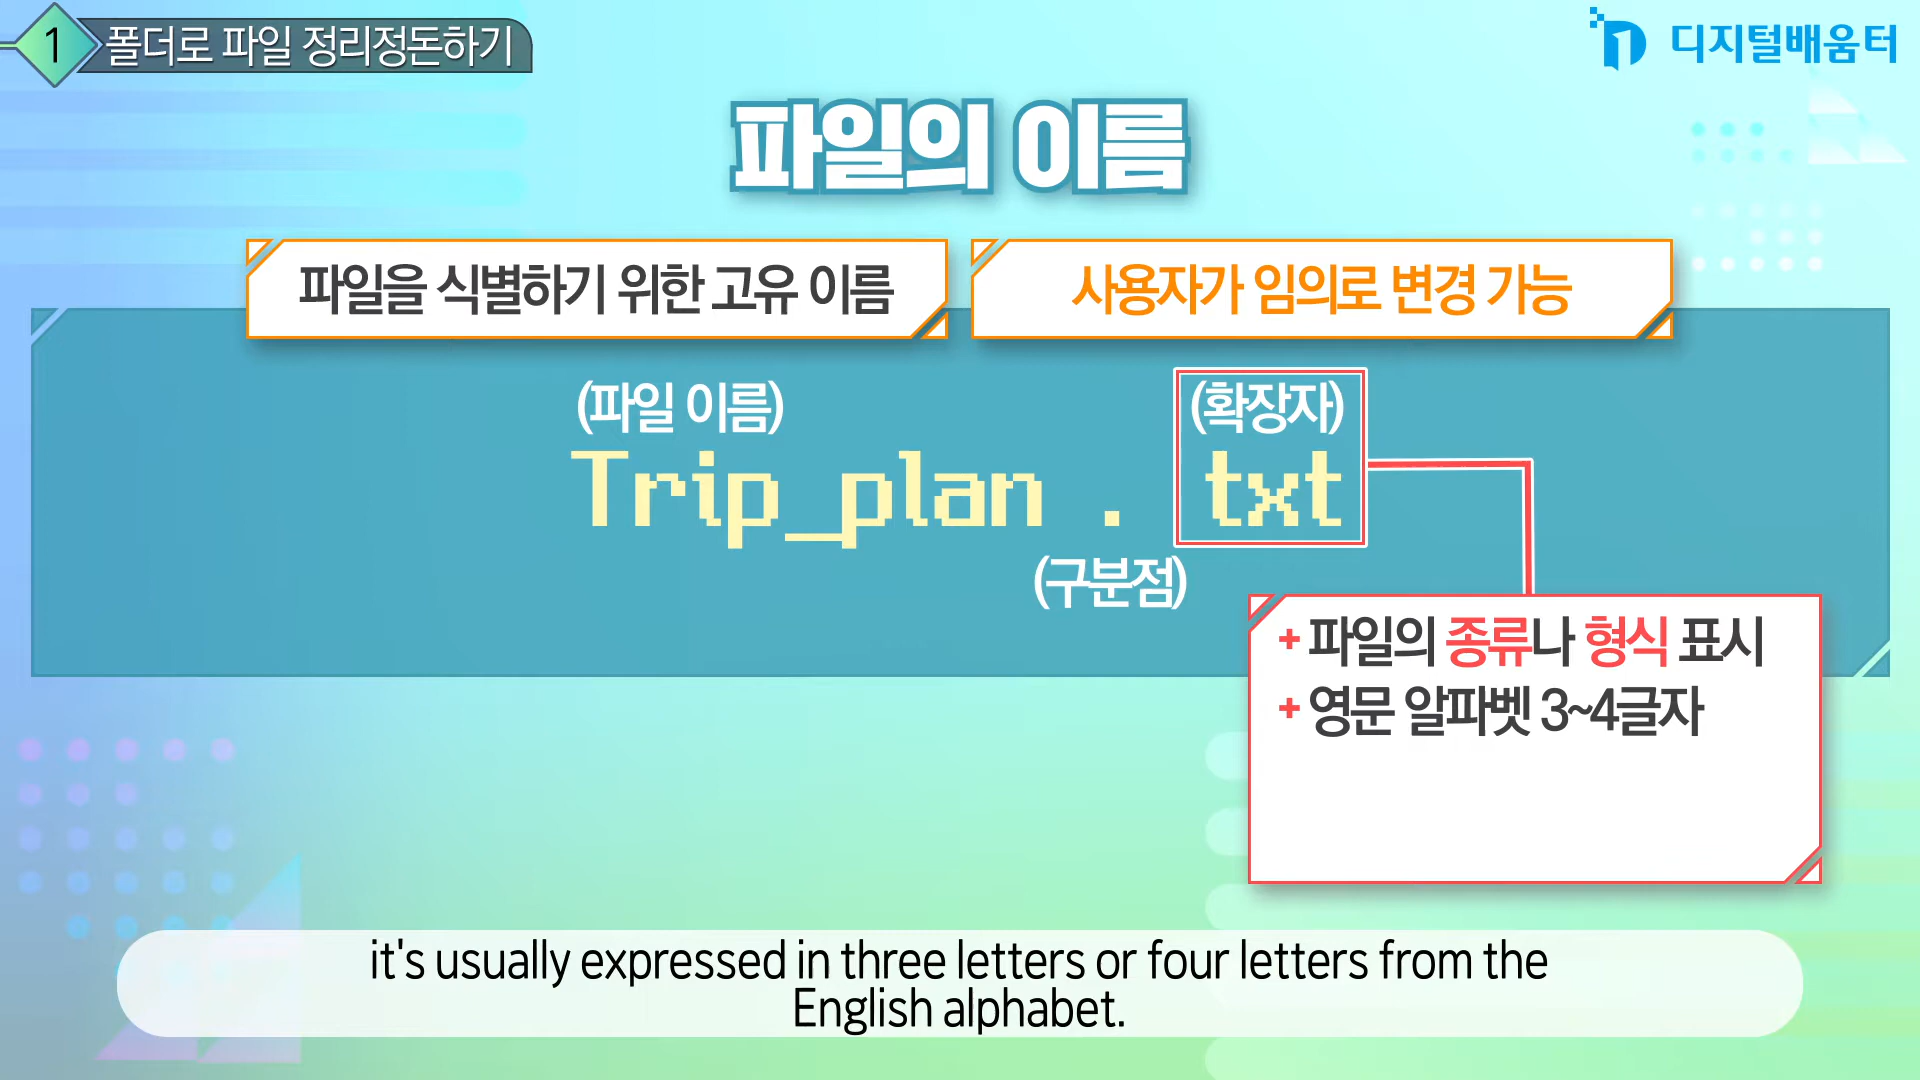 1 폴더로 파일 정리정돈하기
디지털배움터
파일의 이름
파일을 식별하기 위한 고유 이름
사용자가 임의로 변경 가능
(파일 이름) (확장자)
Trip_plan . txt
(구분점)
+ 파일의 종류나 형식 표시
+ 영문 알파벳 3~4글자
it's usually expressed in three letters or four letters from the
English alphabet.